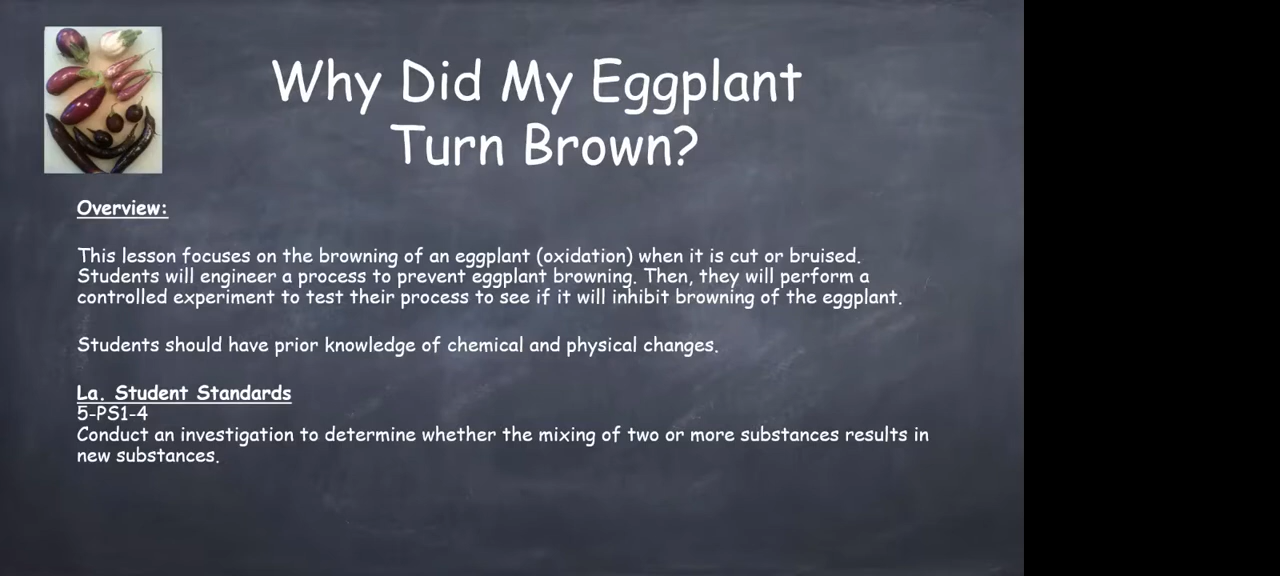 Why Did My Eggplant
Turn Brown?
Overview:
This lesson focuses on the browning of an eggplant (oxidation) when it is cut or bruised.
Students will engineer a process to prevent eggplant browning. Then, they will perform a
controlled experiment to test their process to see if it will inhibit browning of the eggplant.
Students should have prior knowledge of chemical and physical changes.
La. Student Standards
5-PS1-4
Conduct an investigation to determine whether the mixing of two or more substances results in
new substances.